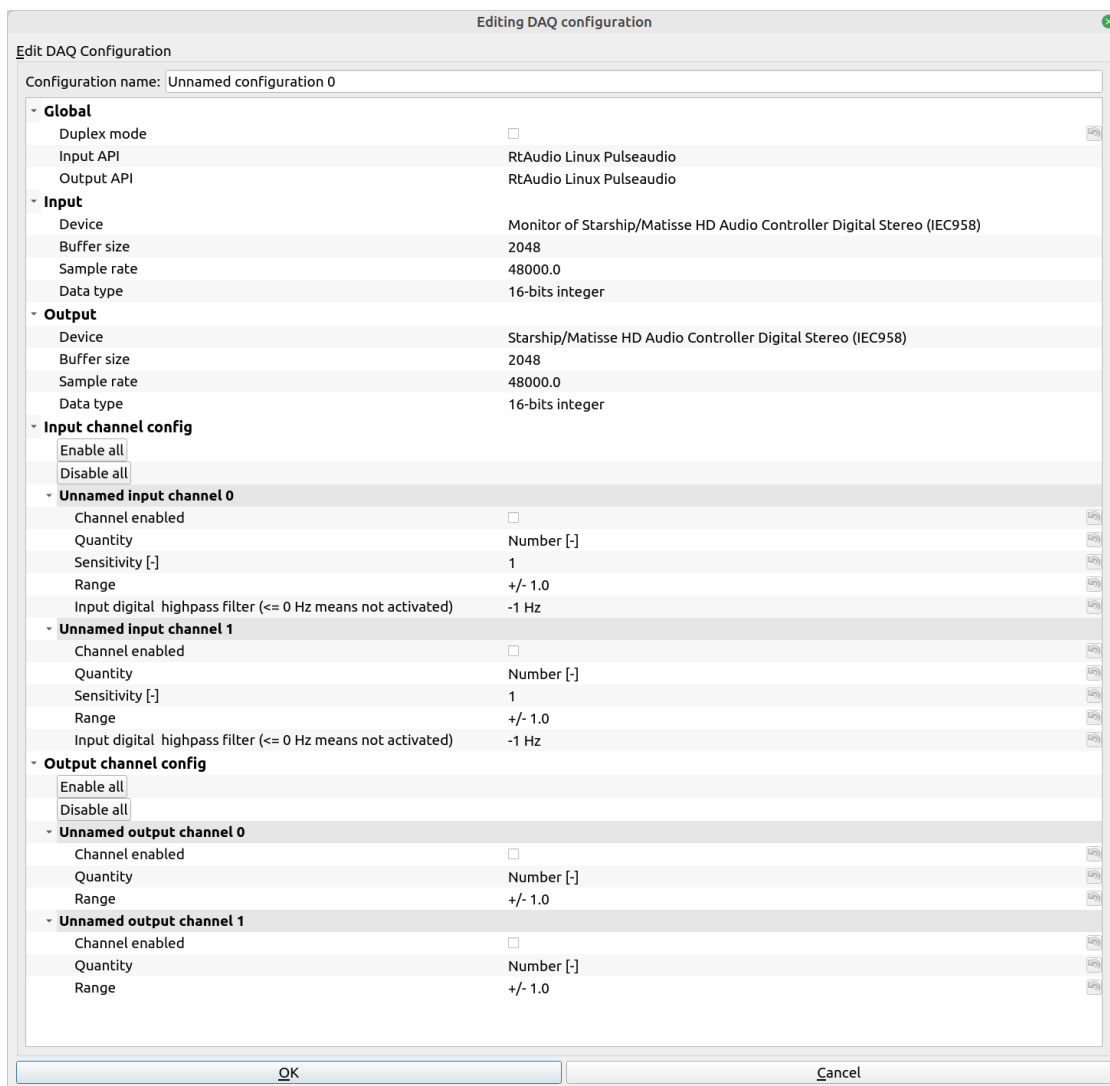 Editing DAQ configuration
Edit DAQ Configuration
Configuration name: Unnamed configuration 0
Global
Duplex mode
Input API RtAudio Linux Pulseaudio
Output API RtAudio Linux Pulseaudio
Input
Device Monitor of Starship/Matisse HD Audio Controller Digital Stereo (IEC958)
Buffer size 2048
Sample rate 48000.0
Data type 16-bits integer
Output
Device Starship/Matisse HD Audio Controller Digital Stereo (IEC958)
Buffer size 2048
Sample rate 48000.0
Data type 16-bits integer
Input channel config
Enable all
Disable all
Unnamed input channel 0
Channel enabled
Quantity Number [-]
Sensitivity [-] 1
Range +/- 1.0
Input digital  highpass filter (<= 0 Hz means not activated) -1 Hz
Unnamed input channel 1
Channel enabled
Quantity Number [-]
Sensitivity [-] 1
Range +/- 1.0
Input digital  highpass filter (<= 0 Hz means not activated) -1 Hz
Output channel config
Enable all
Disable all
Unnamed output channel 0
Channel enabled
Quantity Number [-]
Range +/- 1.0
Unnamed output channel 1
Channel enabled
Quantity Number [-]
Range +/- 1.0
OK Cancel